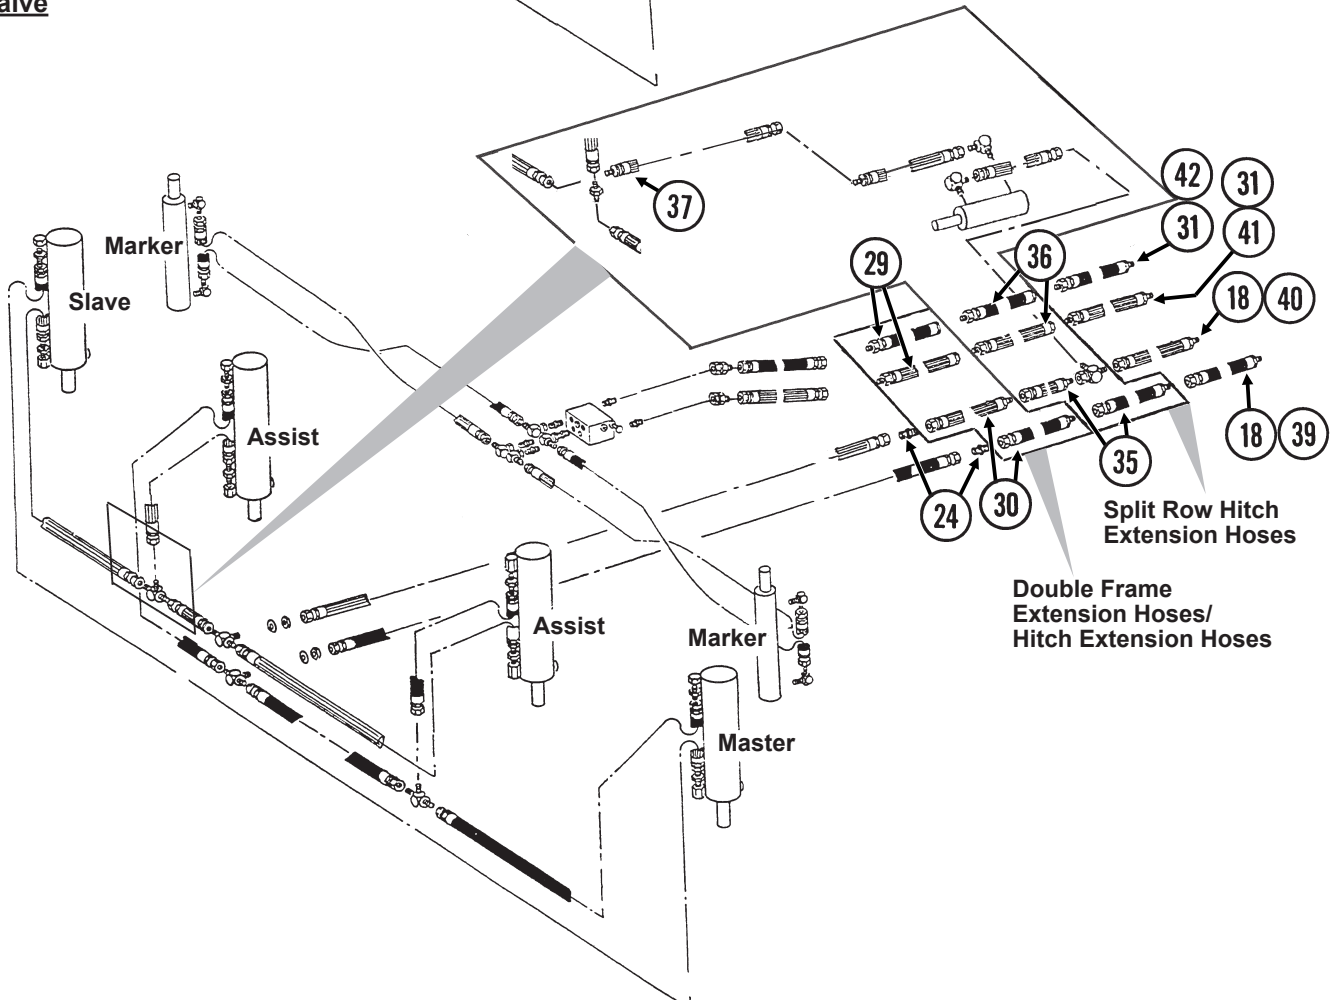 alve
37
42 31
Marker
31 41
36
29
Slave
18 40
Assist
18 39
35
24 30
Split Row Hitch
Extension Hoses
Double Frame
Extension Hoses/
Hitch Extension Hoses
Assist
Marker
Master